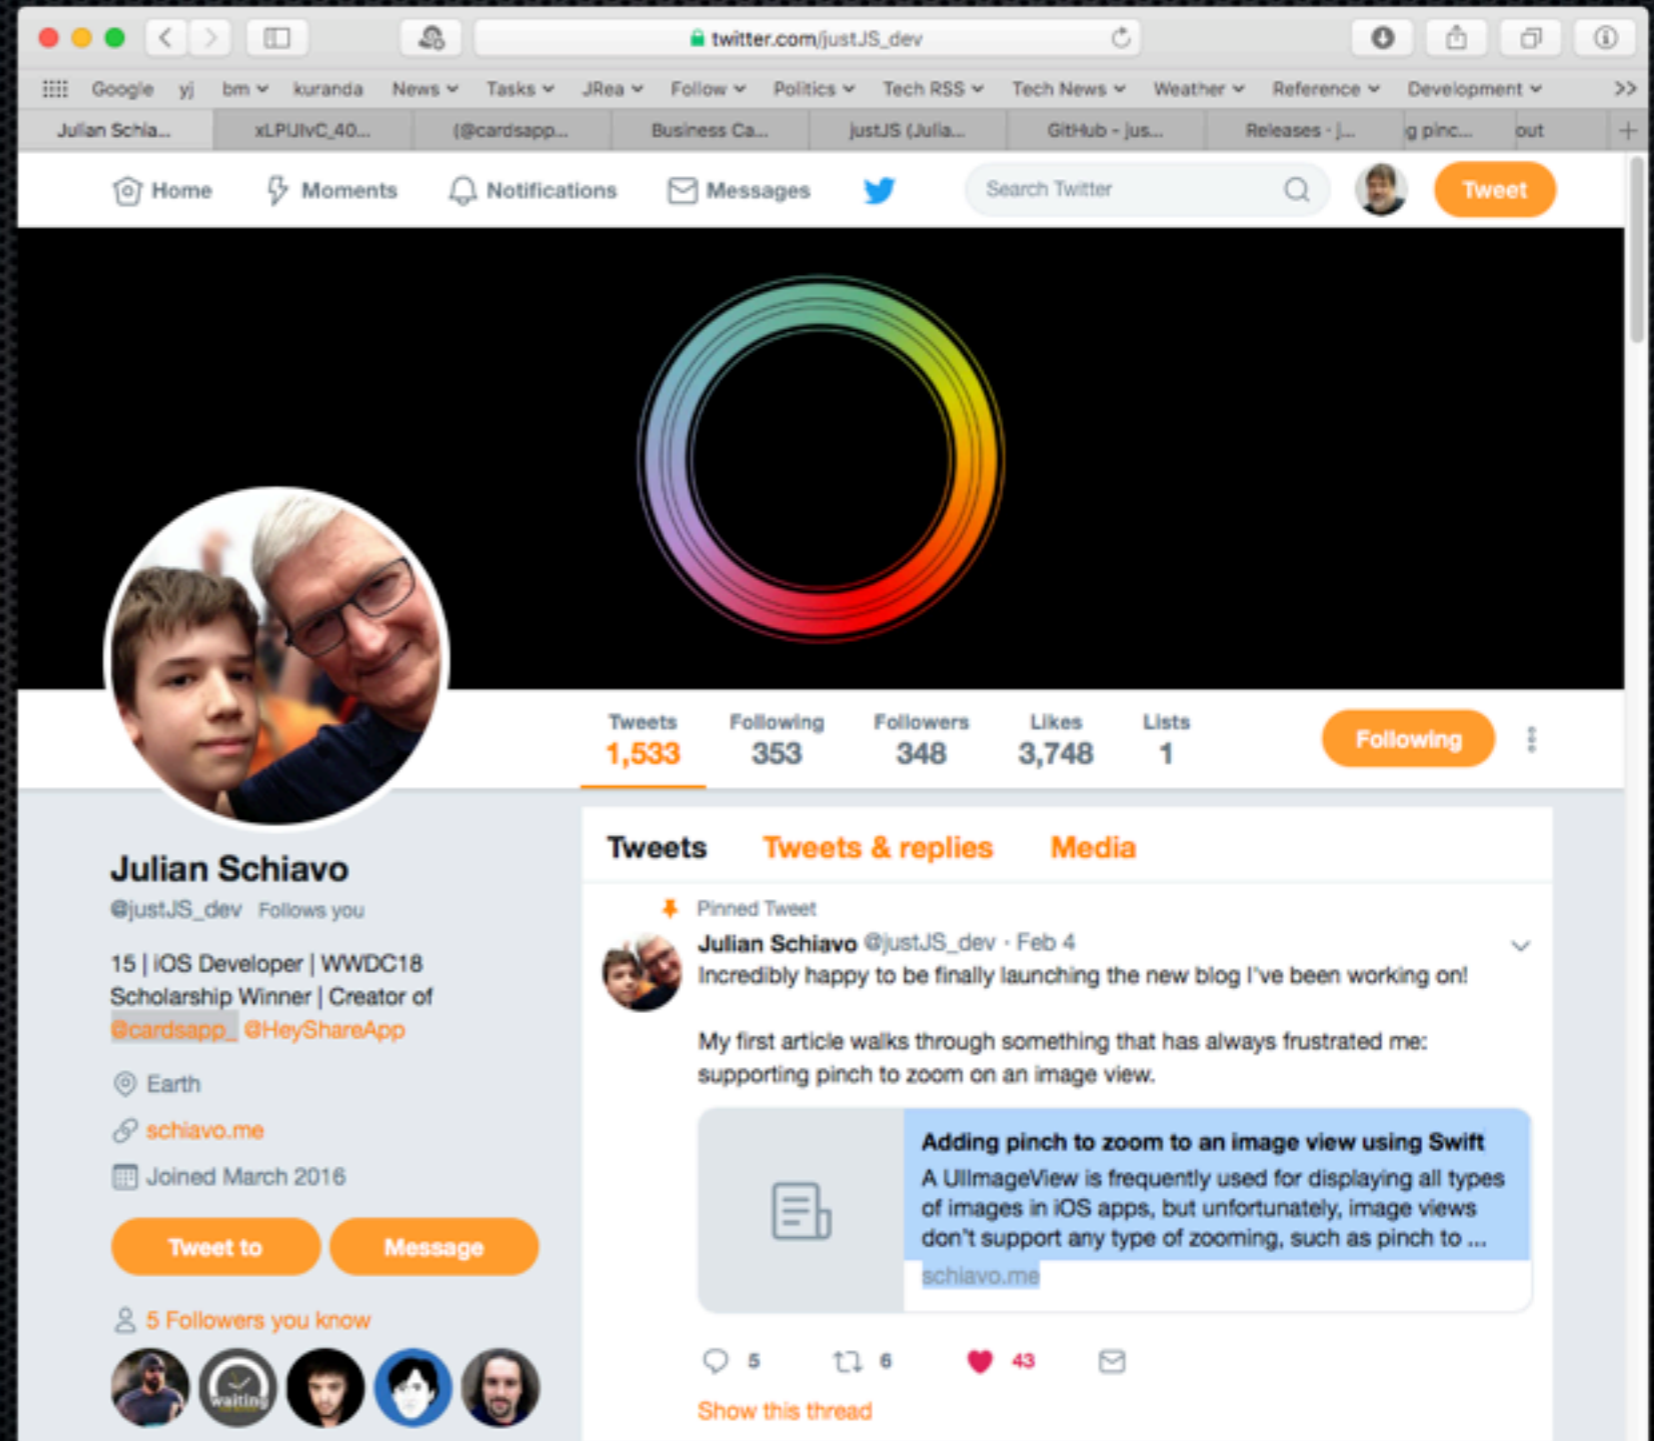 twitter.com/justJS_dev
Google yj bm kuranda News Tasks JRea Follow Politics Tech RSS Tech News Weather Reference Development >>
Julian Schia... xLPIJIvC_40... (@cardsapp... Business Ca... justJS (Julia... GitHub - jus... Releases · j... g pinc... out +
Home Moments Notifications Messages Search Twitter Tweet
Tweets Following Followers Likes Lists
1,533 353 348 3,748 1
Following
Julian Schiavo
@justJS_dev Follows you
15 | iOS Developer | WWDC18
Scholarship Winner | Creator of
@cardsapp_ @HeyShareApp
Earth
schiavo.me
Joined March 2016
Tweet to Message
5 Followers you know
waiting
Tweets Tweets & replies Media
Pinned Tweet
Julian Schiavo @justJS_dev · Feb 4
Incredibly happy to be finally launching the new blog I've been working on!
My first article walks through something that has always frustrated me:
supporting pinch to zoom on an image view.
Adding pinch to zoom to an image view using Swift
A UIImageView is frequently used for displaying all types
of images in iOS apps, but unfortunately, image views
don't support any type of zooming, such as pinch to ...
schiavo.me
5 6 43
Show this thread